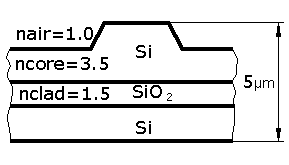 nair=1.0
Si
ncore=3.5
5μm
nclad=1.5 SiO₂
Si